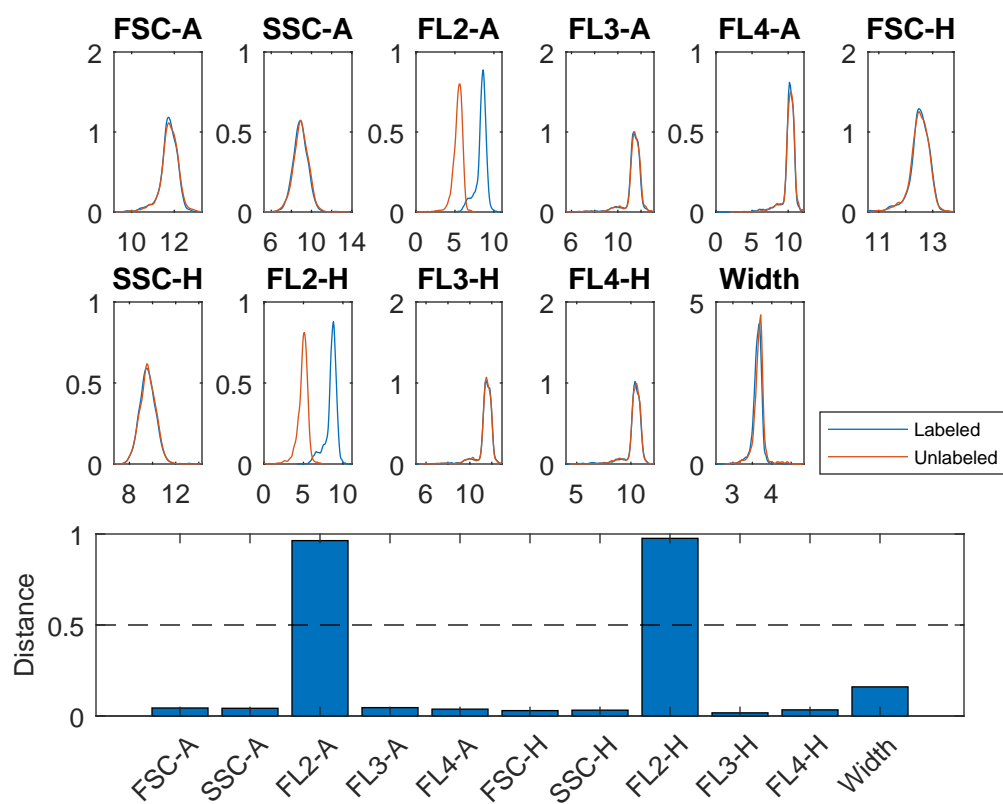 FSC-A SSC-A FL2-A FL3-A FL4-A FSC-H
2 1 1 2 1 2
1 0.5 0.5 1 0.5 1
0 0 0 0 0 0
10 12 6 10 14 0 5 10 6 10 0 5 10 11 13
SSC-H FL2-H FL3-H FL4-H Width
1 1 2 2 5
0.5 0.5 1 1
0 0 0 0 0
8 12 0 5 10 6 10 5 10 3 4
Labeled
Unlabeled
1
0.5
0
Distance
FSC-A SSC-A FL2-A FL3-A FL4-A FSC-H SSC-H FL2-H FL3-H FL4-H Width